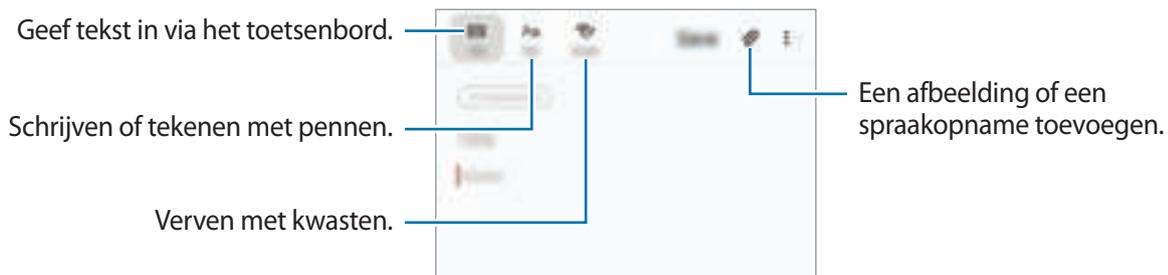 Geef tekst in via het toetsenbord.
Schrijven of tekenen met pennen.
Verven met kwasten.
Een afbeelding of een
spraakopname toevoegen.